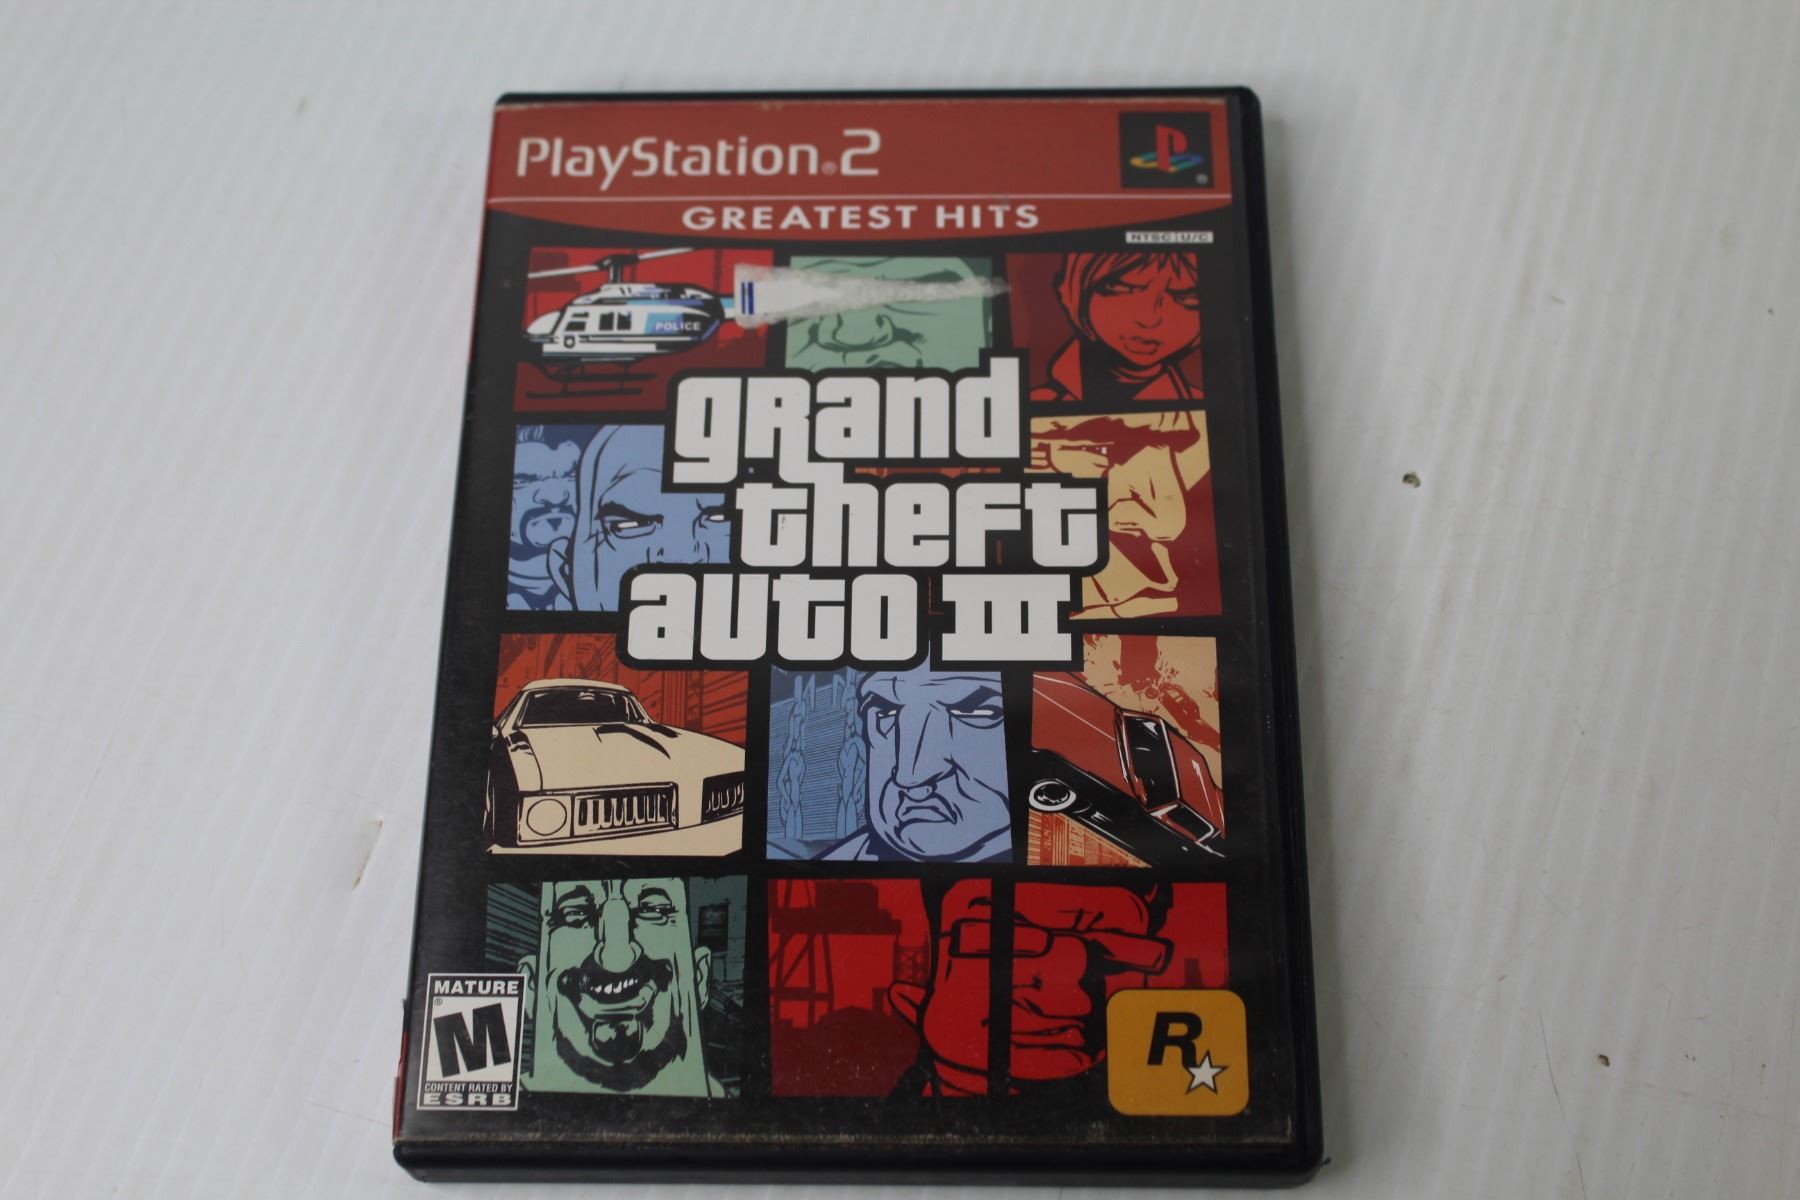 PlayStation®2
GREATEST HITS
NTSC U/C
POLICE
grand
theft
auto III
MATURE
M
CONTENT RATED BY
ESRB
R